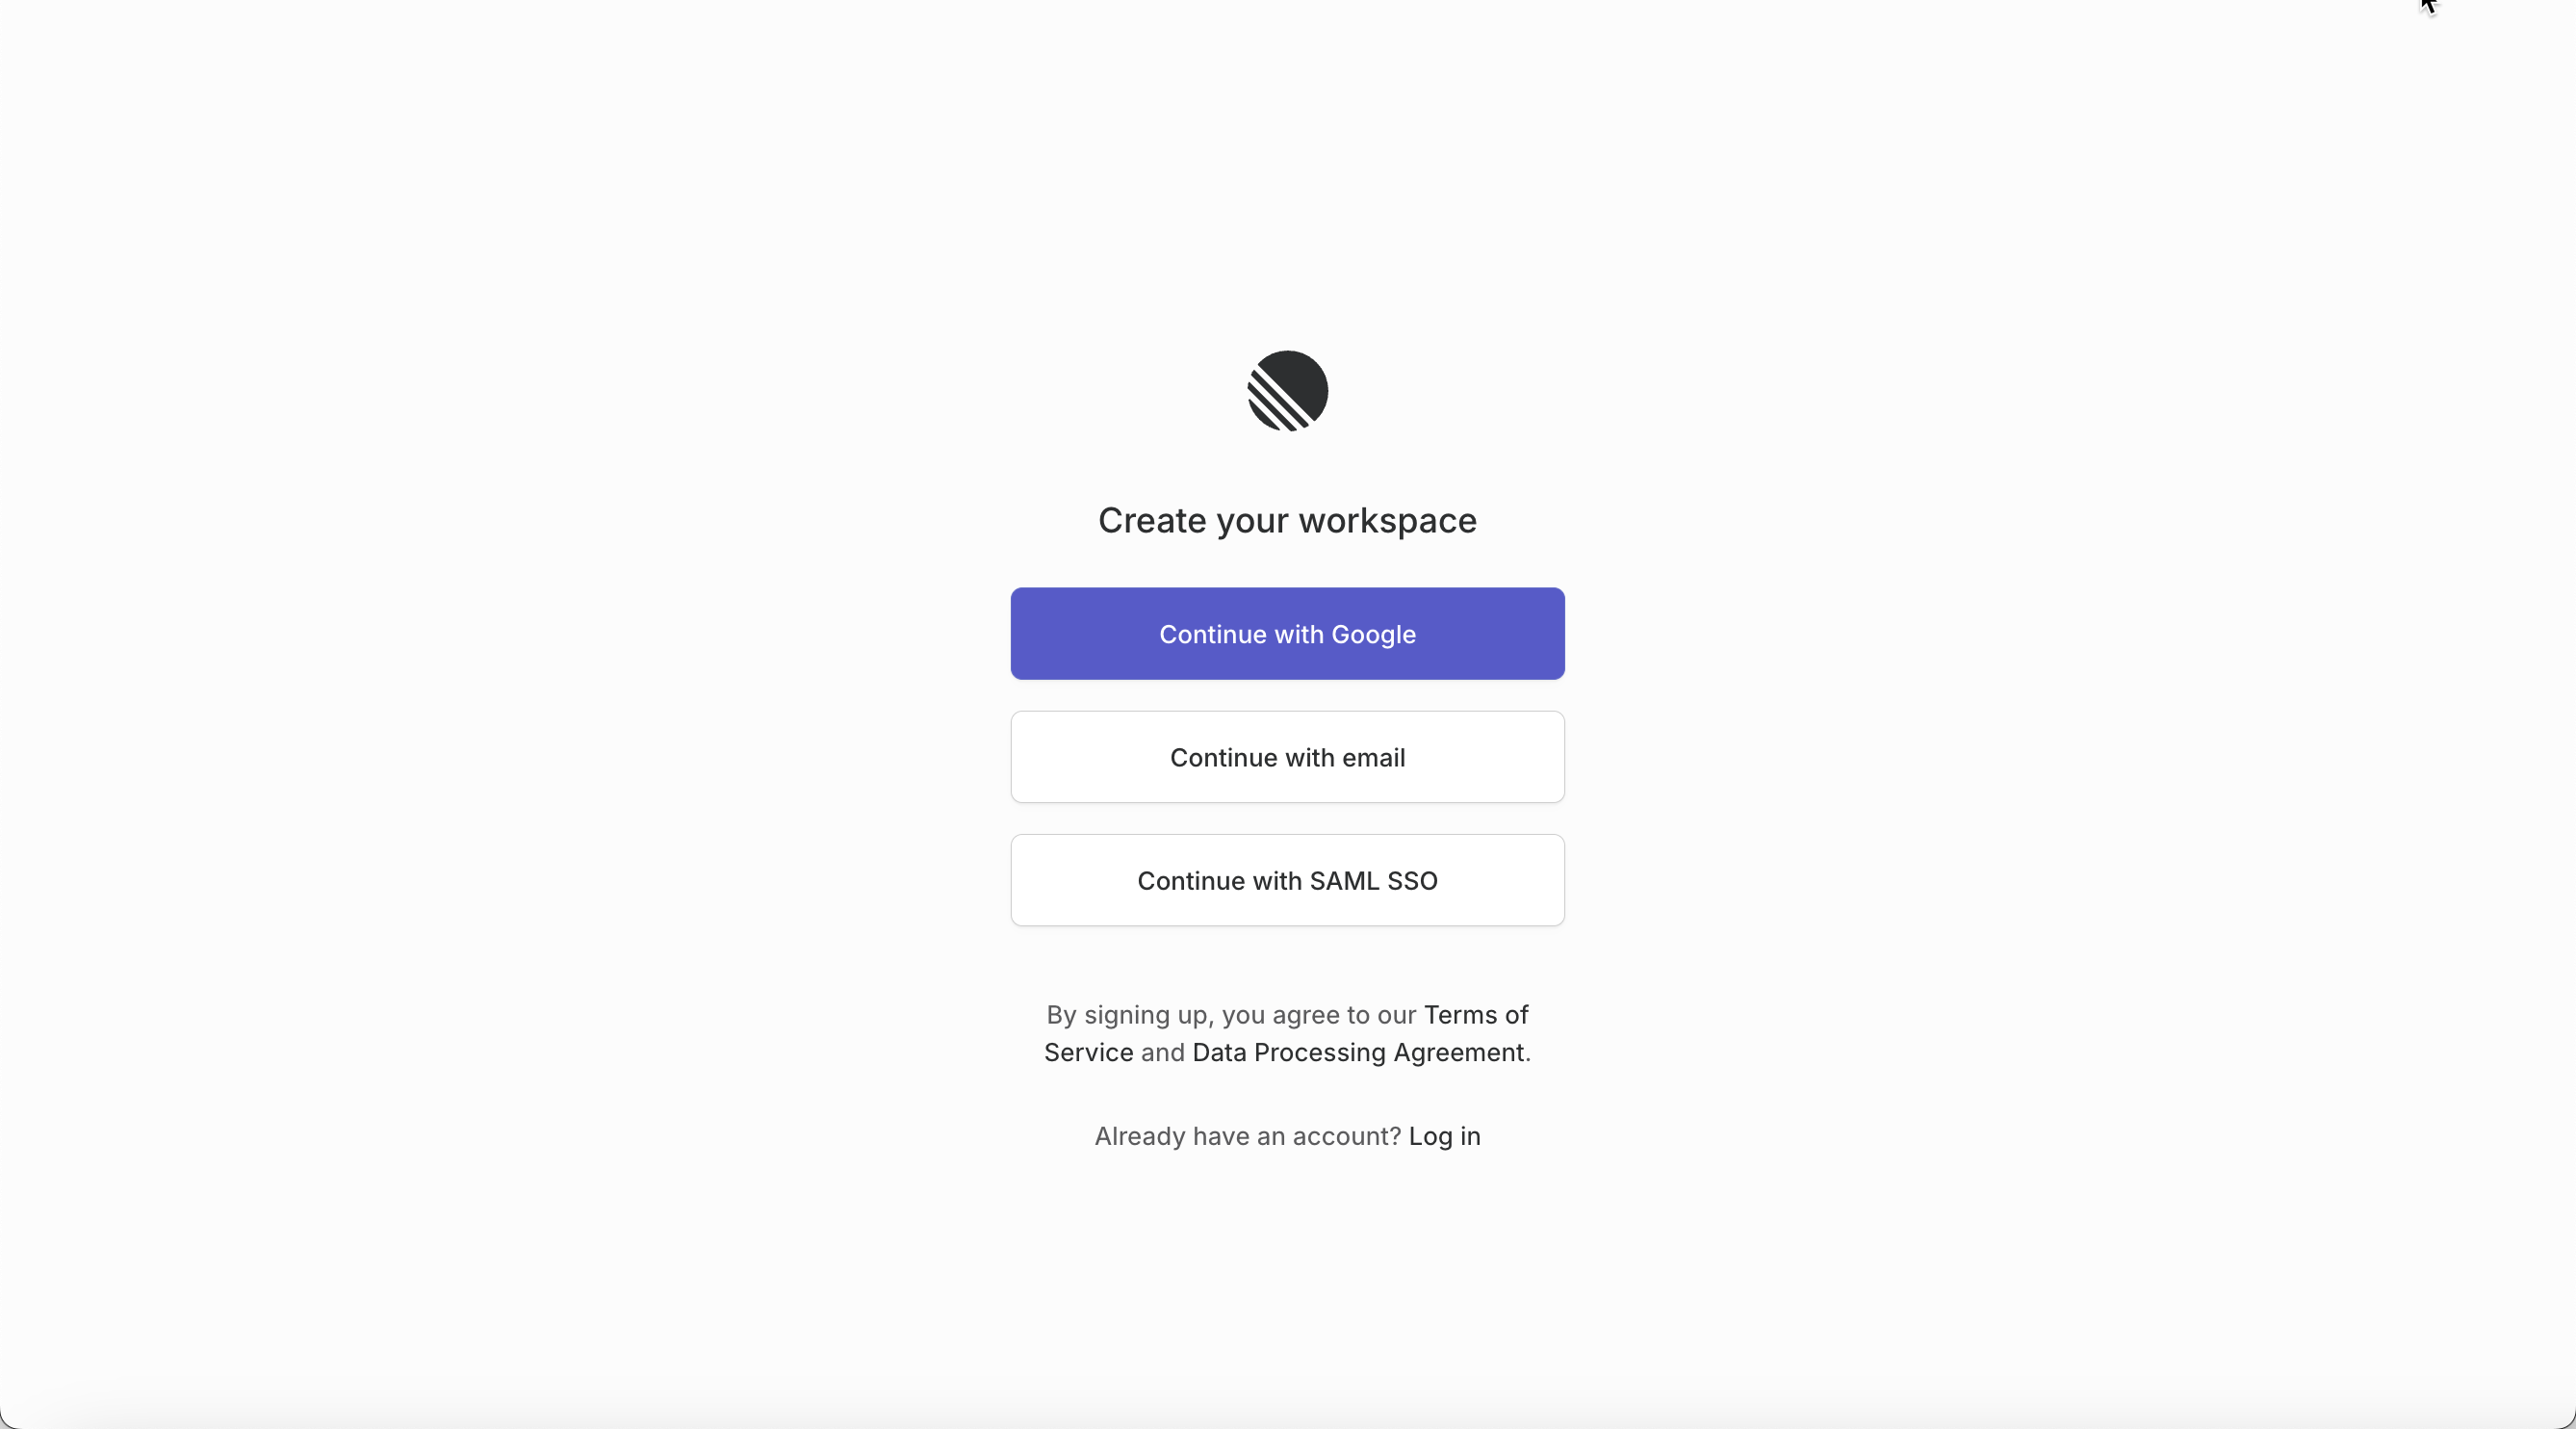 Create your workspace
Continue with Google
Continue with email
Continue with SAML SSO
By signing up, you agree to our Terms of
Service and Data Processing Agreement.
Already have an account? Log in